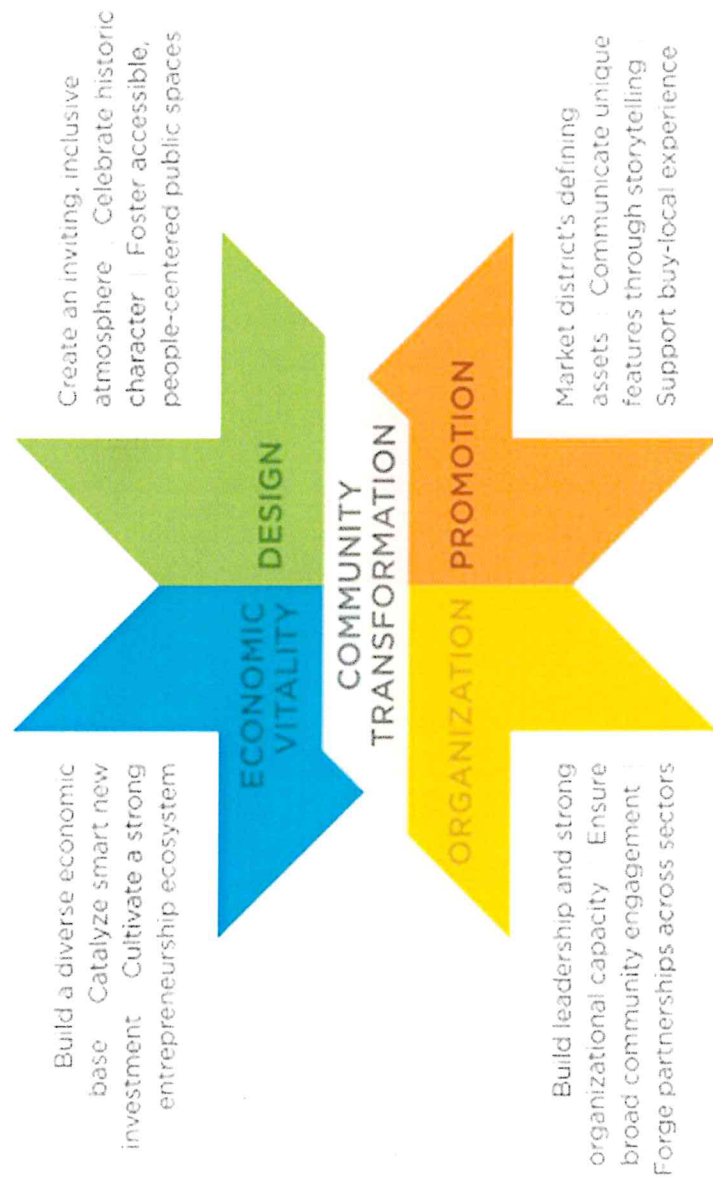 Build a diverse economic
base | Catalyze smart new
investment | Cultivate a strong
entrepreneurship ecosystem
Create an inviting, inclusive
atmosphere | Celebrate historic
character | Foster accessible,
people-centered public spaces
ECONOMIC
VITALITY
DESIGN
COMMUNITY
TRANSFORMATION
ORGANIZATION
PROMOTION
Build leadership and strong
organizational capacity | Ensure
broad community engagement
Forge partnerships across sectors
Market district's defining
assets | Communicate unique
features through storytelling
Support buy-local experience